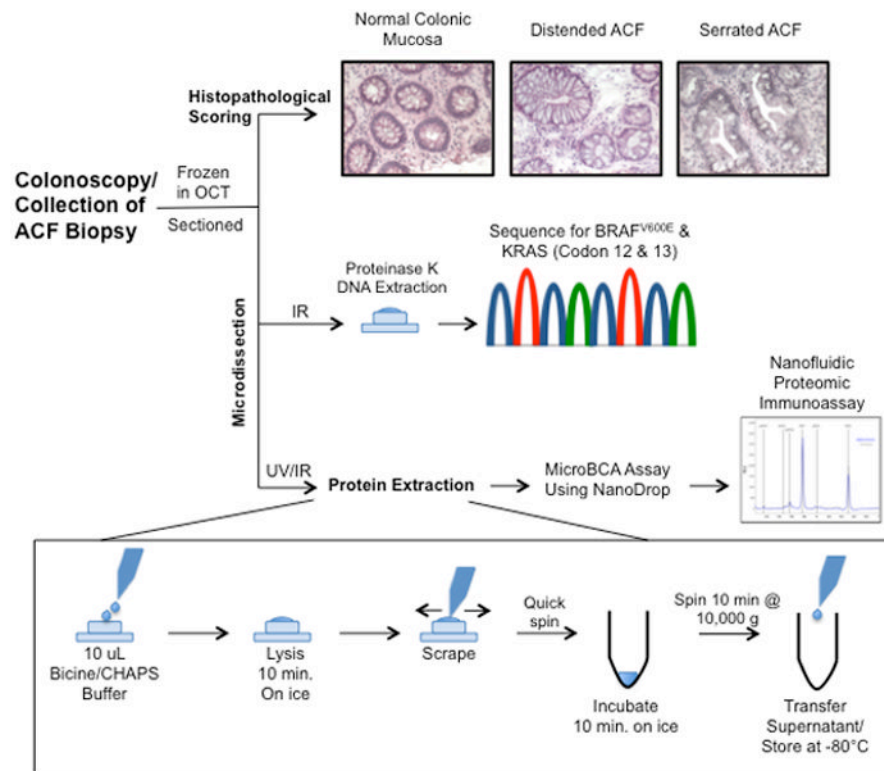 Normal Colonic
Mucosa
Distended ACF
Serrated ACF
Histopathological
Scoring
Colonoscopy/
Collection of
ACF Biopsy
Frozen
in OCT
Sectioned
Microdissection
IR
Proteinase K
DNA Extraction
Sequence for BRAFV600E &
KRAS (Codon 12 & 13)
Nanofluidic
Proteomic
Immunoassay
UV/IR
Protein Extraction
MicroBCA Assay
Using NanoDrop
10 uL
Bicine/CHAPS
Buffer
Lysis
10 min.
On ice
Scrape
Quick
spin
Incubate
10 min. on ice
Spin 10 min @
10,000 g
Transfer
Supernatant/
Store at -80°C